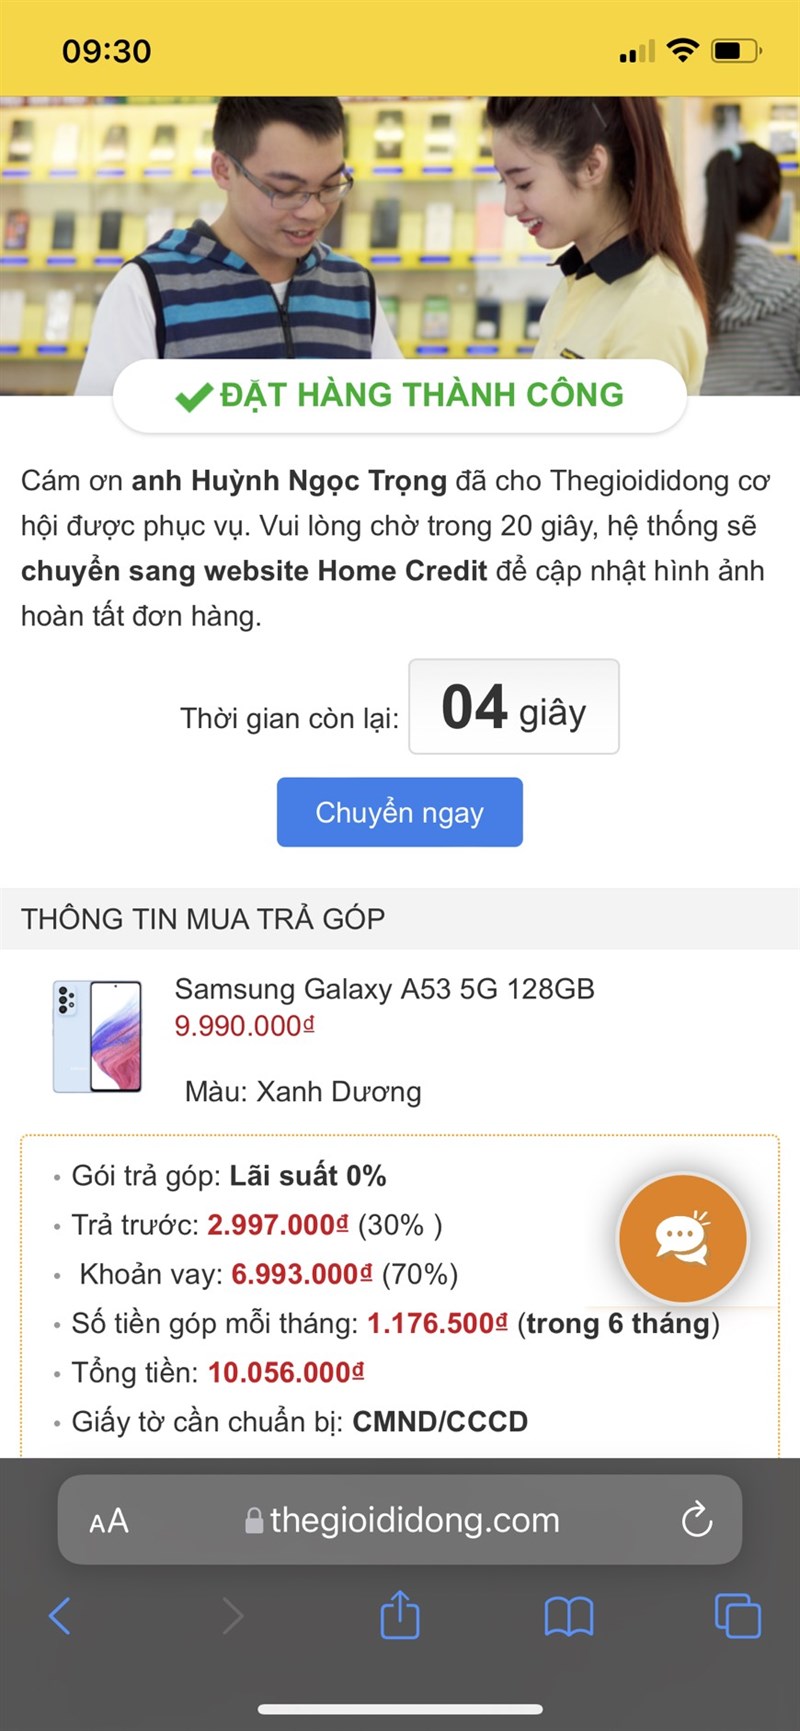 09:30
ĐẶT HÀNG THÀNH CÔNG
Cám ơn anh Huỳnh Ngọc Trọng đã cho Thegioididong cơ
hội được phục vụ. Vui lòng chờ trong 20 giây, hệ thống sẽ
chuyển sang website Home Credit để cập nhật hình ảnh
hoàn tất đơn hàng.
Thời gian còn lại: 04 giây
Chuyển ngay
THÔNG TIN MUA TRẢ GÓP
Samsung Galaxy A53 5G 128GB
9.990.000₫
Màu: Xanh Dương
• Gói trả góp: Lãi suất 0%
• Trả trước: 2.997.000₫ (30% )
• Khoản vay: 6.993.000₫ (70%)
• Số tiền góp mỗi tháng: 1.176.500₫ (trong 6 tháng)
• Tổng tiền: 10.056.000₫
• Giấy tờ cần chuẩn bị: CMND/CCCD
AA thegioididong.com